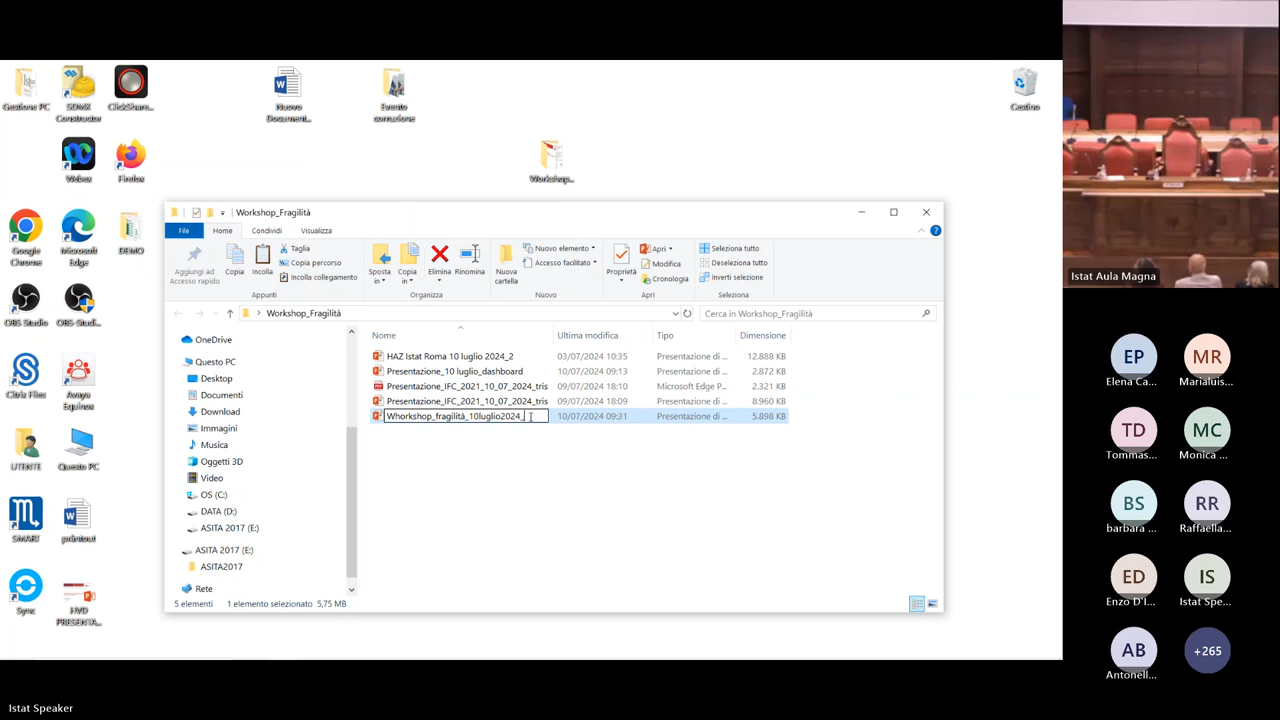 Gestione PC
SDMX
Constructor
ClickShare...
Nuovo
Document...
Evento
corruzione
Cestino
Webex
Firefox
Workshop...
Google
Chrome
Microsoft
Edge
DEMO
OBS Studio
OBS-Studi...
Citrix Files
Avaya
Equinox
UTENTE
Questo PC
SMART
printout
Sync
HVD
PRESENTA...
Workshop_Fragilità
File
Home
Condividi
Visualizza
Aggiungi ad
Accesso rapido
Copia
Incolla
Taglia
Copia percorso
Incolla collegamento
Appunti
Sposta
in
Copia
in
Elimina
Rinomina
Organizza
Nuova
cartella
Nuovo elemento
Accesso facilitato
Nuovo
Proprietà
Apri
Modifica
Cronologia
Apri
Seleziona tutto
Deseleziona tutto
Inverti selezione
Selezione
Workshop_Fragilità
Cerca in Workshop_Fragilità
OneDrive
Questo PC
Desktop
Documenti
Download
Immagini
Musica
Oggetti 3D
Video
OS (C:)
DATA (D:)
ASITA 2017 (E:)
ASITA 2017 (E:)
ASITA2017
Rete
Nome Ultima modifica Tipo Dimensione
HAZ Istat Roma 10 luglio 2024_2 03/07/2024 10:35 Presentazione di ... 12.888 KB
Presentazione_10 luglio_dashboard 10/07/2024 09:13 Presentazione di ... 2.872 KB
Presentazione_IFC_2021_10_07_2024_tris 09/07/2024 18:10 Microsoft Edge P... 2.321 KB
Presentazione_IFC_2021_10_07_2024_tris 09/07/2024 18:09 Presentazione di ... 8.960 KB
Whorkshop_fragilità_10luglio2024_ 10/07/2024 09:31 Presentazione di ... 5.898 KB
5 elementi 1 elemento selezionato 5,75 MB
Istat Speaker
Istat Aula Magna
EP
Elena Ca...
MR
Marialuis...
TD
Tommas...
MC
Monica ...
BS
barbara ...
RR
Raffaella...
ED
Enzo D'I...
IS
Istat Spe...
AB
Antonell...
+265